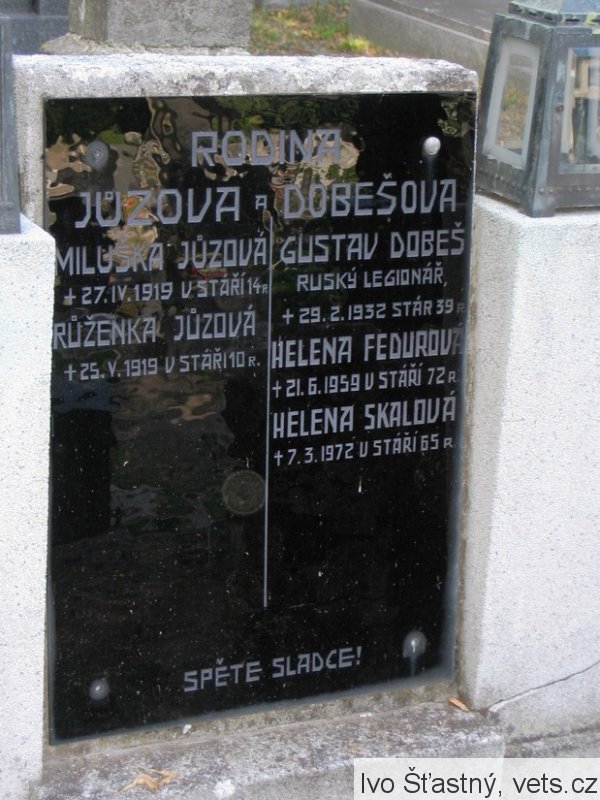 RODINA
JŮZOVA A DOBEŠOVA
MILUŠKA JŮZOVÁ
+ 27.IV.1919 V STÁŘÍ 14 R.
RŮŽENKA JŮZOVÁ
+ 25.V.1919 V STÁŘÍ 10 R.
GUSTAV DOBEŠ
RUSKÝ LEGIONÁŘ,
+ 29.2.1932 STÁR 39 R.
HELENA FEDUROVÁ
+ 21.6.1959 V STÁŘÍ 72 R.
HELENA SKALOVÁ
+ 7.3.1972 V STÁŘÍ 65 R.
SPĚTE SLADCE!
Ivo Šťastný, vets.cz